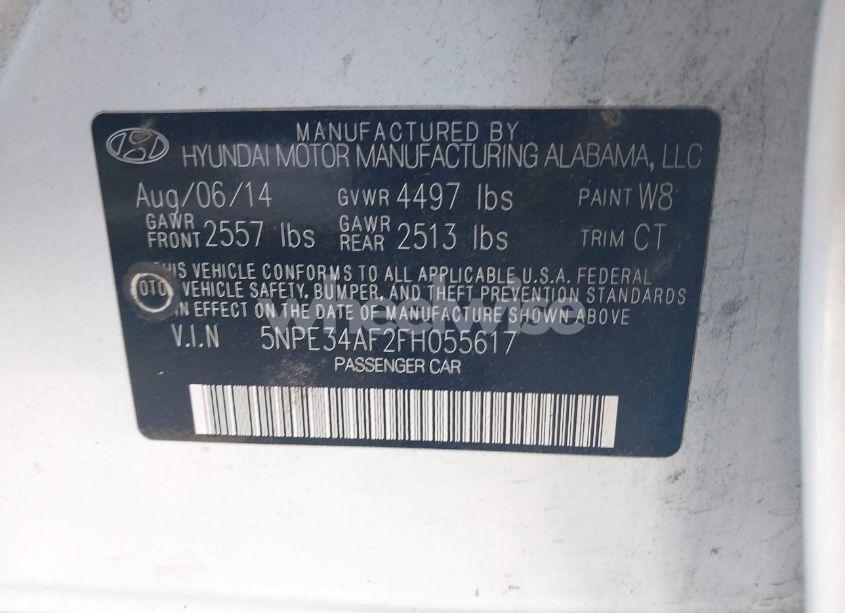 MANUFACTURED BY
HYUNDAI MOTOR MANUFACTURING ALABAMA, LLC
Aug/06/14 GVWR 4497 lbs PAINT W8
GAWR FRONT 2557 lbs GAWR REAR 2513 lbs TRIM CT
THIS VEHICLE CONFORMS TO ALL APPLICABLE U.S.A. FEDERAL
MOTOR VEHICLE SAFETY, BUMPER, AND THEFT PREVENTION STANDARDS
IN EFFECT ON THE DATE OF MANUFACTURE SHOWN ABOVE.
V.I.N 5NPE34AF2FH055617
PASSENGER CAR
wheelwise